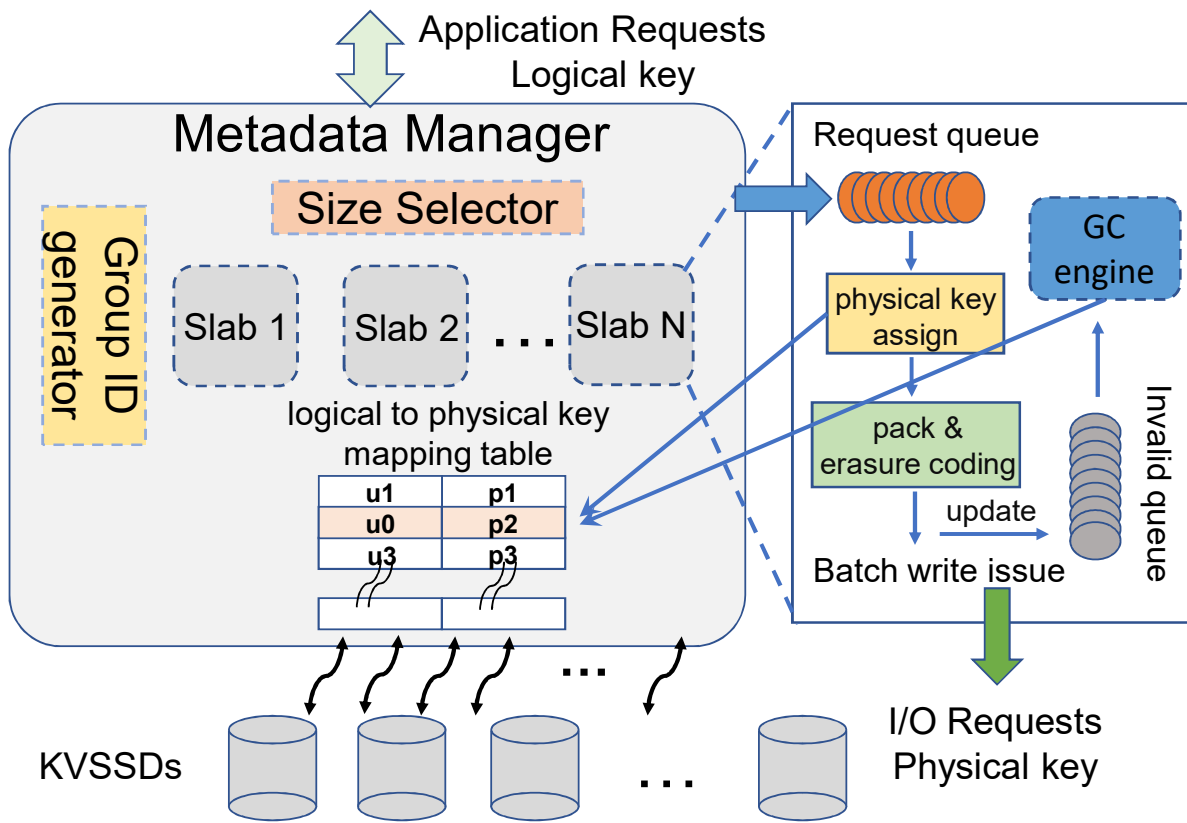 Application Requests
Logical key
Metadata Manager
Size Selector
Group ID
generator
Slab 1
Slab 2
...
Slab N
logical to physical key
mapping table
u1 p1
u0 p2
u3 p3
...
KVSSDs
...
Request queue
GC
engine
physical key
assign
pack &
erasure coding
update
Invalid queue
Batch write issue
I/O Requests
Physical key